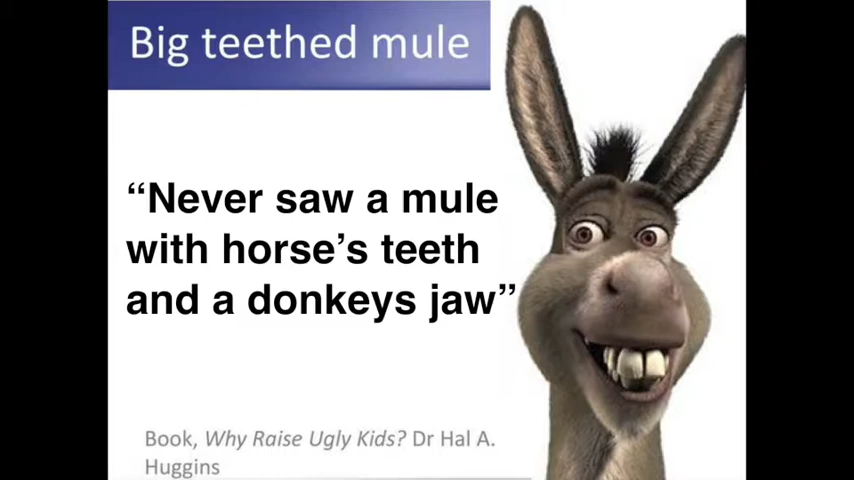 Big teethed mule
“Never saw a mule
with horse’s teeth
and a donkeys jaw”
Book, Why Raise Ugly Kids? Dr Hal A.
Huggins